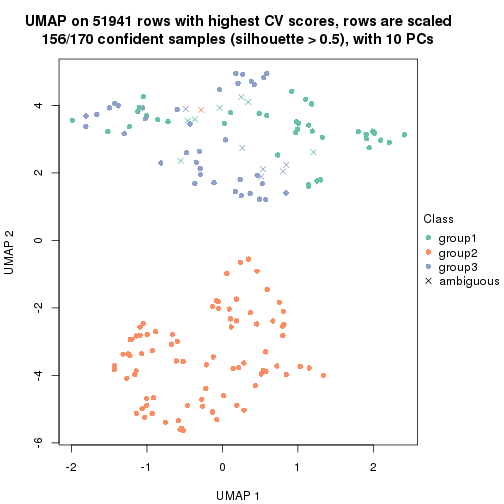 UMAP on 51941 rows with highest CV scores, rows are scaled
156/170 confident samples (silhouette > 0.5), with 10 PCs
4
2
0
-2
-4
-6
UMAP 2
-2
-1
0
1
2
UMAP 1
Class
group1
group2
group3
ambiguous